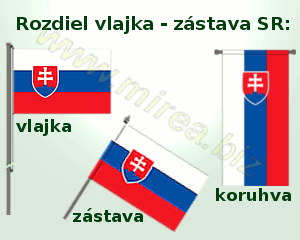 Rozdiel vlajka - zástava SR:
www.mirea.biz
vlajka
koruhva
zástava